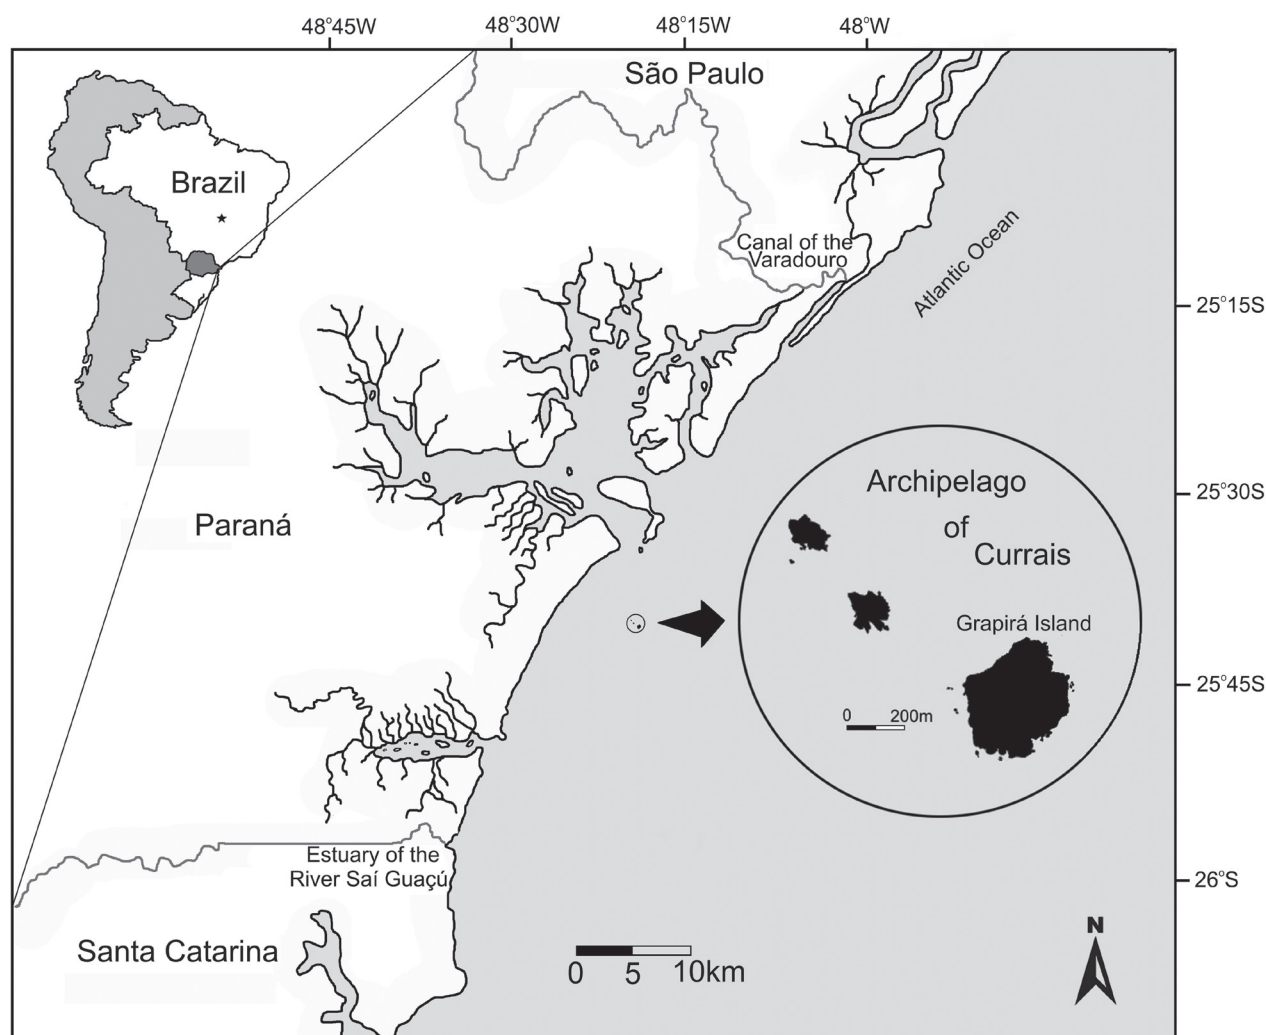 48°45W
48°30W
48°15W
48°W
São Paulo
Brazil
Canal of the
Varadouro
Atlantic Ocean
25°15S
Archipelago
of
Currais
25°30S
Paraná
Grapirá Island
25°45S
0 200m
Estuary of the
River Saí Guaçú
26°S
Santa Catarina
N
0 5 10km